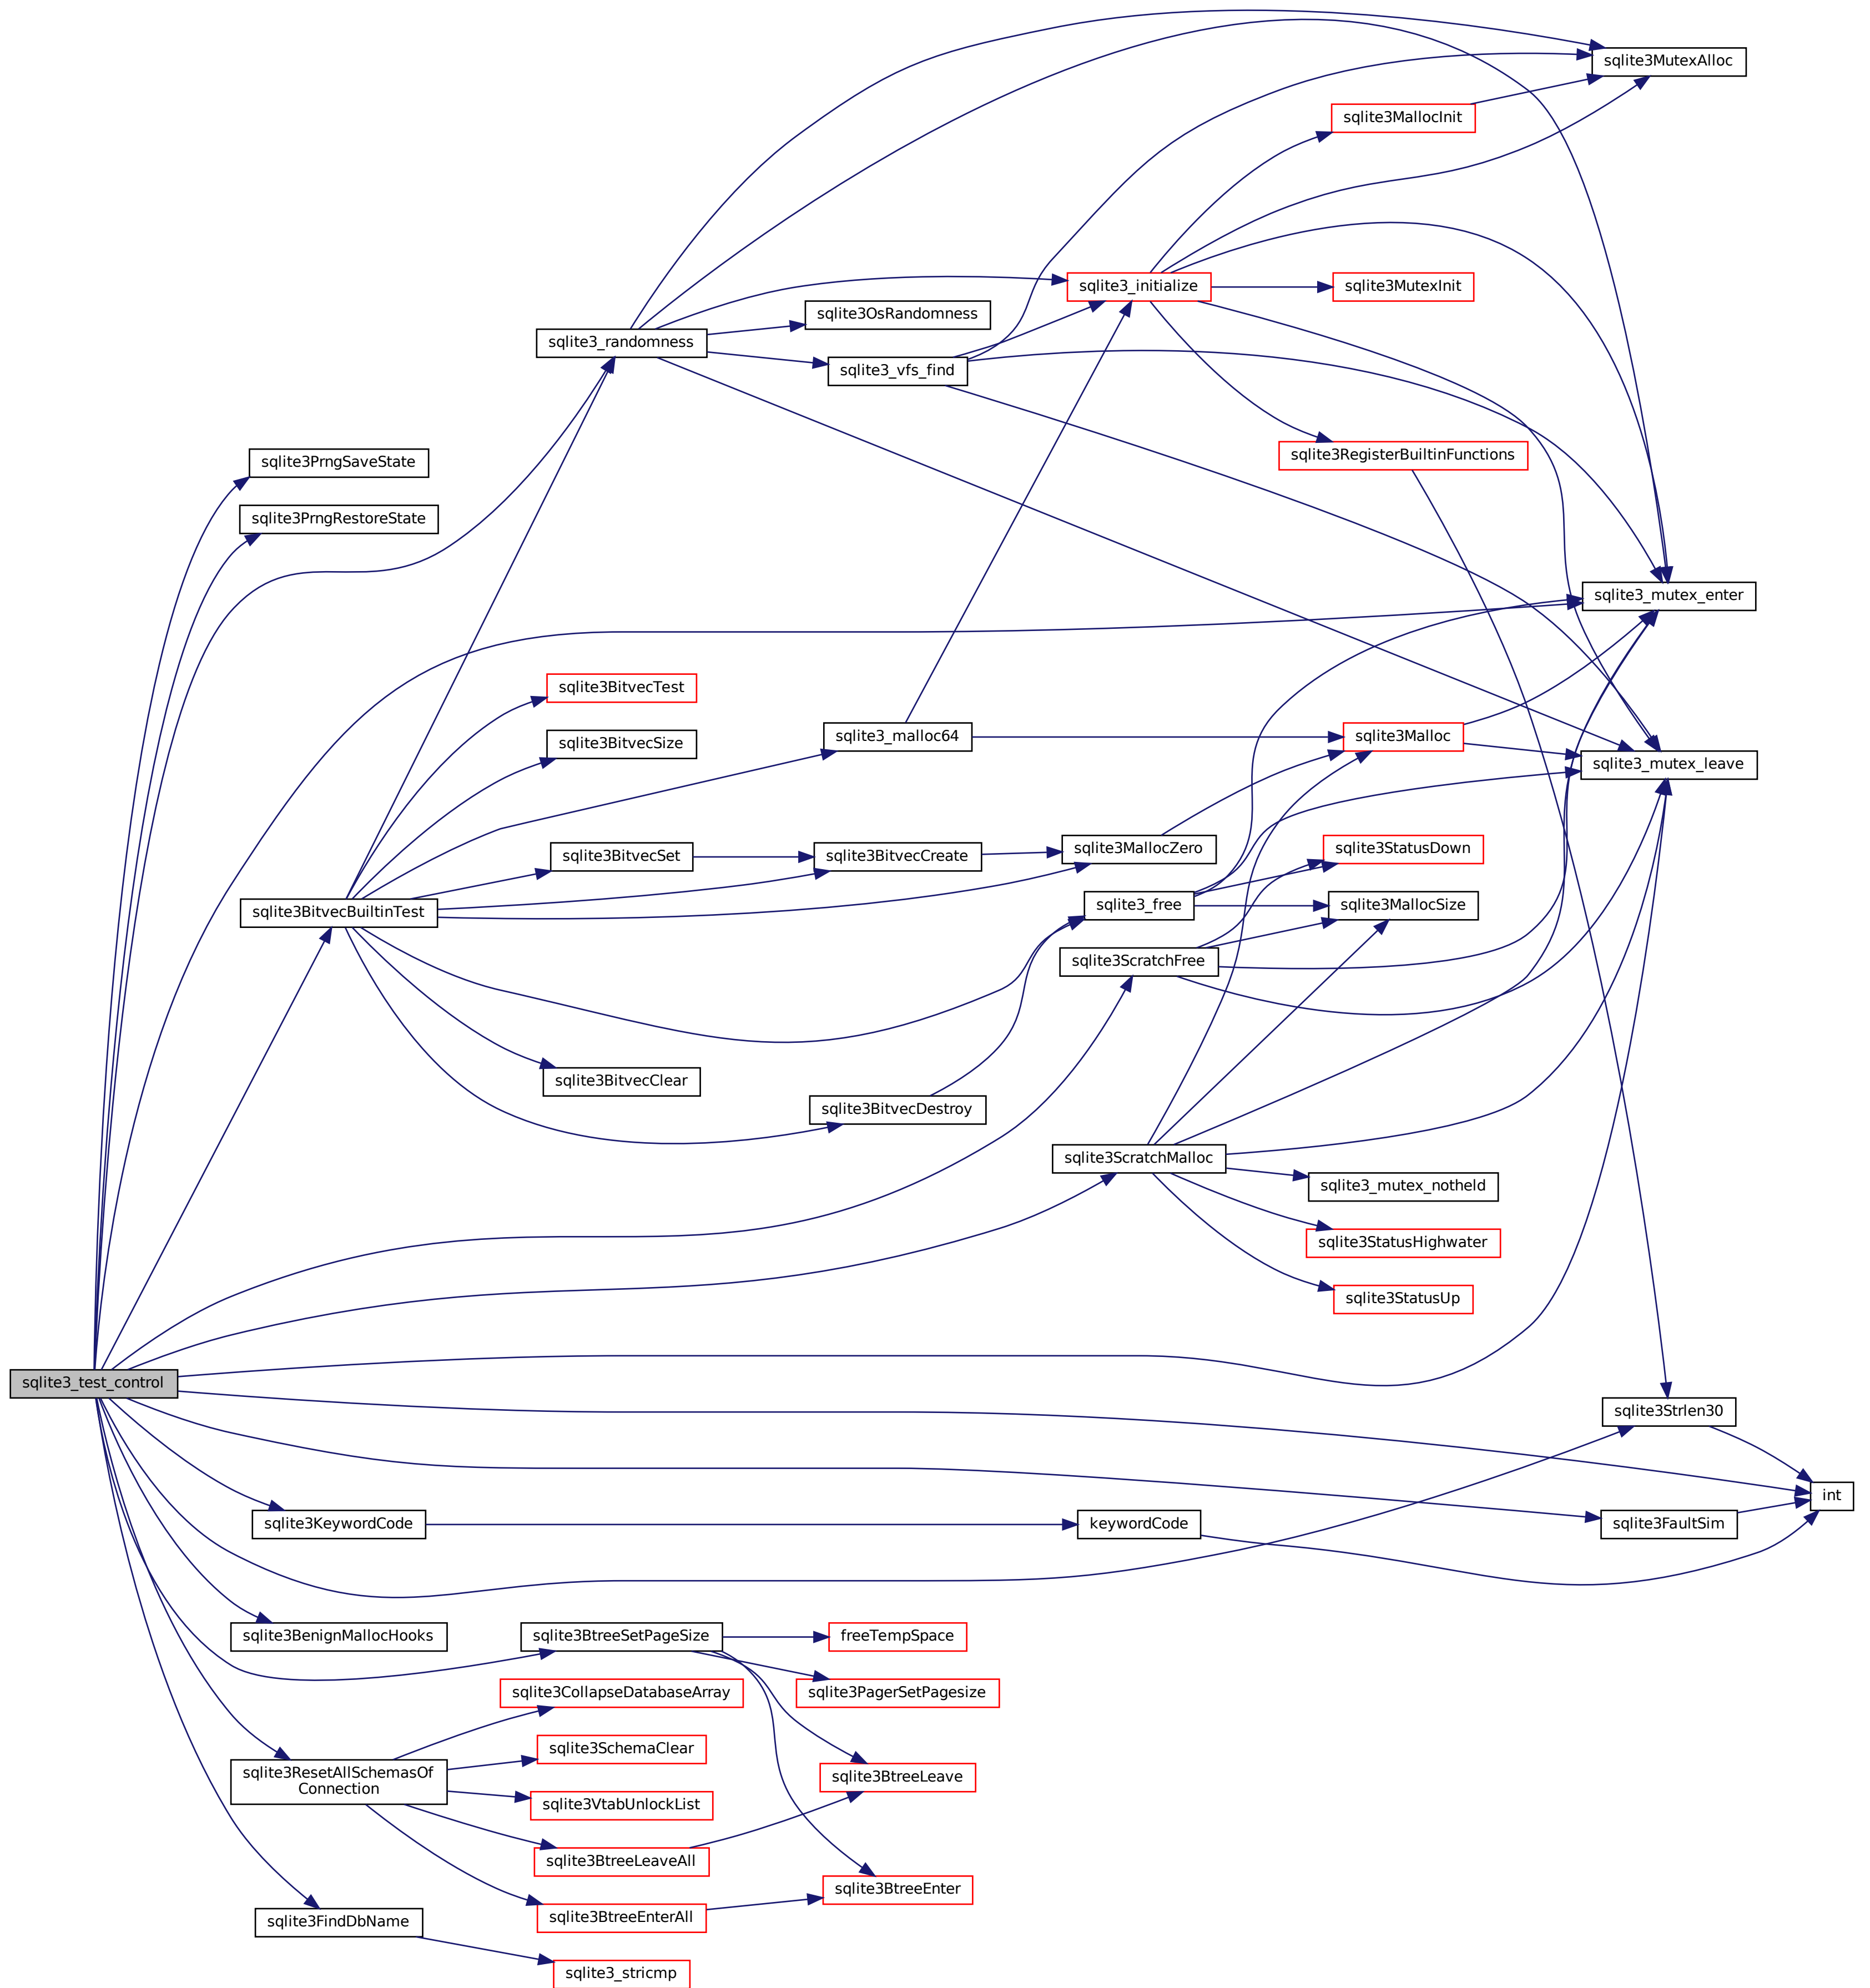 sqlite3MutexAlloc
sqlite3MallocInit
sqlite3_initialize
sqlite3MutexInit
sqlite3OsRandomness
sqlite3_randomness
sqlite3_vfs_find
sqlite3RegisterBuiltinFunctions
sqlite3PrngSaveState
sqlite3PrngRestoreState
sqlite3_mutex_enter
sqlite3BitvecTest
sqlite3BitvecSize
sqlite3_malloc64
sqlite3Malloc
sqlite3_mutex_leave
sqlite3BitvecSet
sqlite3BitvecCreate
sqlite3MallocZero
sqlite3StatusDown
sqlite3BitvecBuiltinTest
sqlite3_free
sqlite3MallocSize
sqlite3ScratchFree
sqlite3BitvecClear
sqlite3BitvecDestroy
sqlite3ScratchMalloc
sqlite3_mutex_notheld
sqlite3StatusHighwater
sqlite3StatusUp
sqlite3_test_control
sqlite3Strlen30
int
sqlite3KeywordCode
keywordCode
sqlite3FaultSim
sqlite3BenignMallocHooks
sqlite3BtreeSetPageSize
freeTempSpace
sqlite3CollapseDatabaseArray
sqlite3PagerSetPagesize
sqlite3SchemaClear
sqlite3ResetAllSchemasOf
Connection
sqlite3BtreeLeave
sqlite3VtabUnlockList
sqlite3BtreeLeaveAll
sqlite3BtreeEnter
sqlite3BtreeEnterAll
sqlite3FindDbName
sqlite3_stricmp